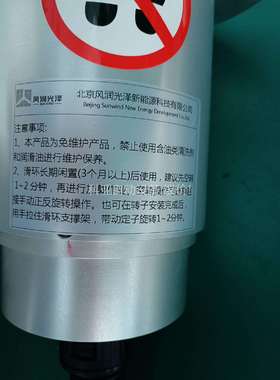 风润光泽
北京风润光泽新能源科技有限公司
Beijing Sunwind New Energy Development Co.,Ltd
注意事项：
1、本产品为免维护产品，禁止使用含油类清洗剂
和润滑油进行维护保养。
2、滑环长期闲置(3个月以上)后使用，建议先空转
1~2分钟，再进行加
接手动正反旋转操作。也可在转子安装完成后，
用手拉住滑环支撑架，带动定子旋转1~2分钟。